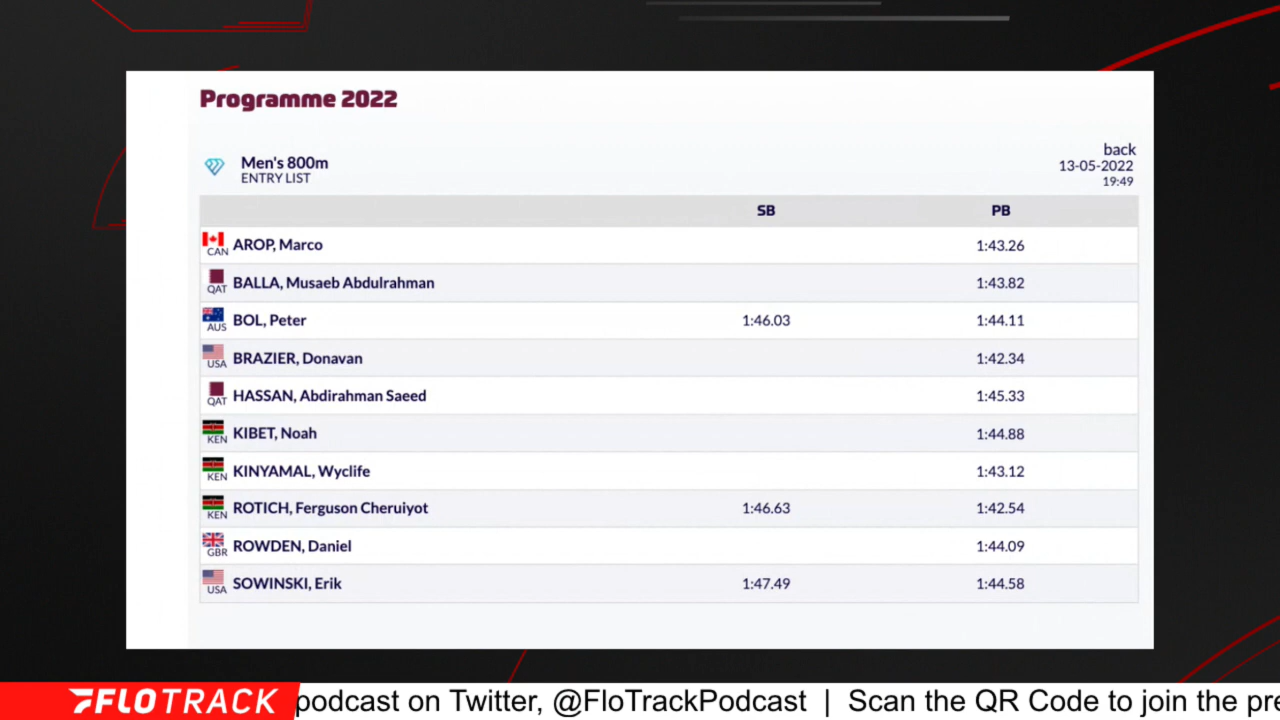 Programme 2022
back
Men's 800m
13-05-2022
ENTRY LIST
19:49
SB PB
CAN AROP, Marco 1:43.26
QAT BALLA, Musaeb Abdulrahman 1:43.82
AUS BOL, Peter 1:46.03 1:44.11
USA BRAZIER, Donavan 1:42.34
QAT HASSAN, Abdirahman Saeed 1:45.33
KEN KIBET, Noah 1:44.88
KEN KINYAMAL, Wyclife 1:43.12
KEN ROTICH, Ferguson Cheruiyot 1:46.63 1:42.54
GBR ROWDEN, Daniel 1:44.09
USA SOWINSKI, Erik 1:47.49 1:44.58
FLOTRACK podcast on Twitter, @FloTrackPodcast | Scan the QR Code to join the pre